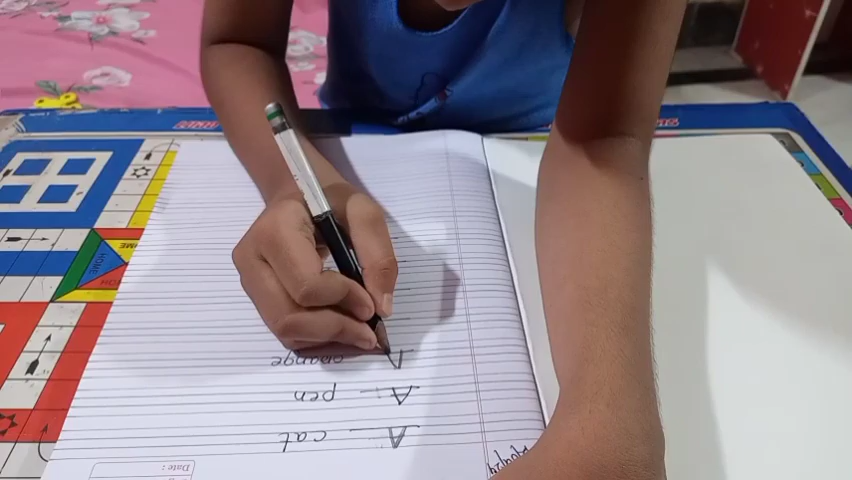 Date :
A — cat
A — pen
orange
HOME